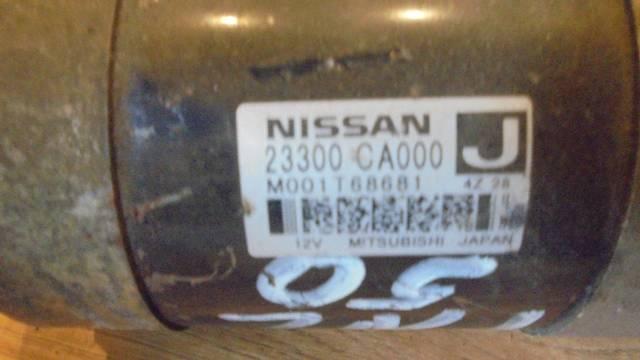 NISSAN J
23300 CA000
M001T68681 4Z 28
12V MITSUBISHI JAPAN